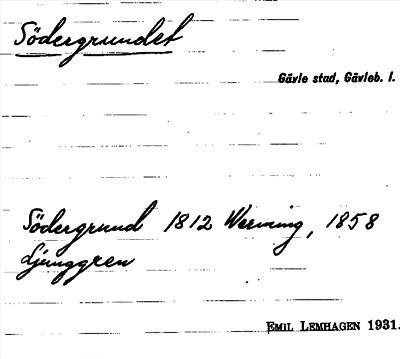 Södergrundet
Gävle stad, Gävleb. l.
Södergrund 1812 Werming, 1858
Ljunggren
EMIL LEMHAGEN 1931.